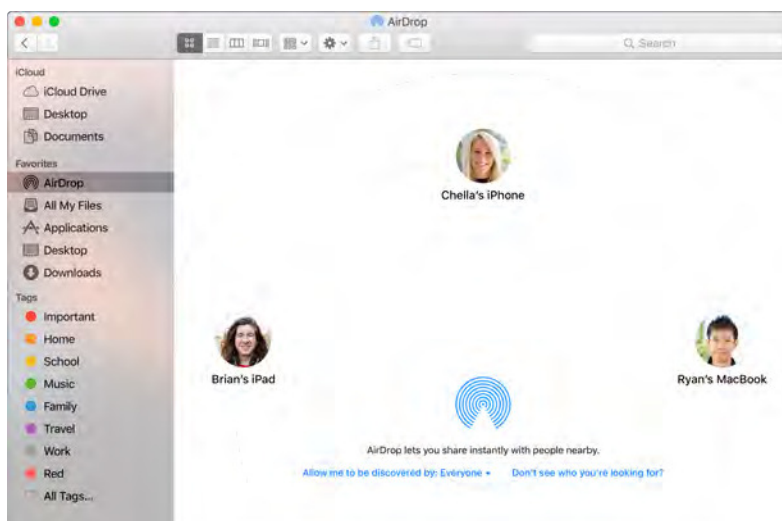 AirDrop
Search
iCloud
iCloud Drive
Desktop
Documents
Favorites
AirDrop
All My Files
Applications
Desktop
Downloads
Tags
Important
Home
School
Music
Family
Travel
Work
Red
All Tags...
Chella's iPhone
Brian's iPad
Ryan's MacBook
AirDrop lets you share instantly with people nearby.
Allow me to be discovered by: Everyone Don't see who you're looking for?